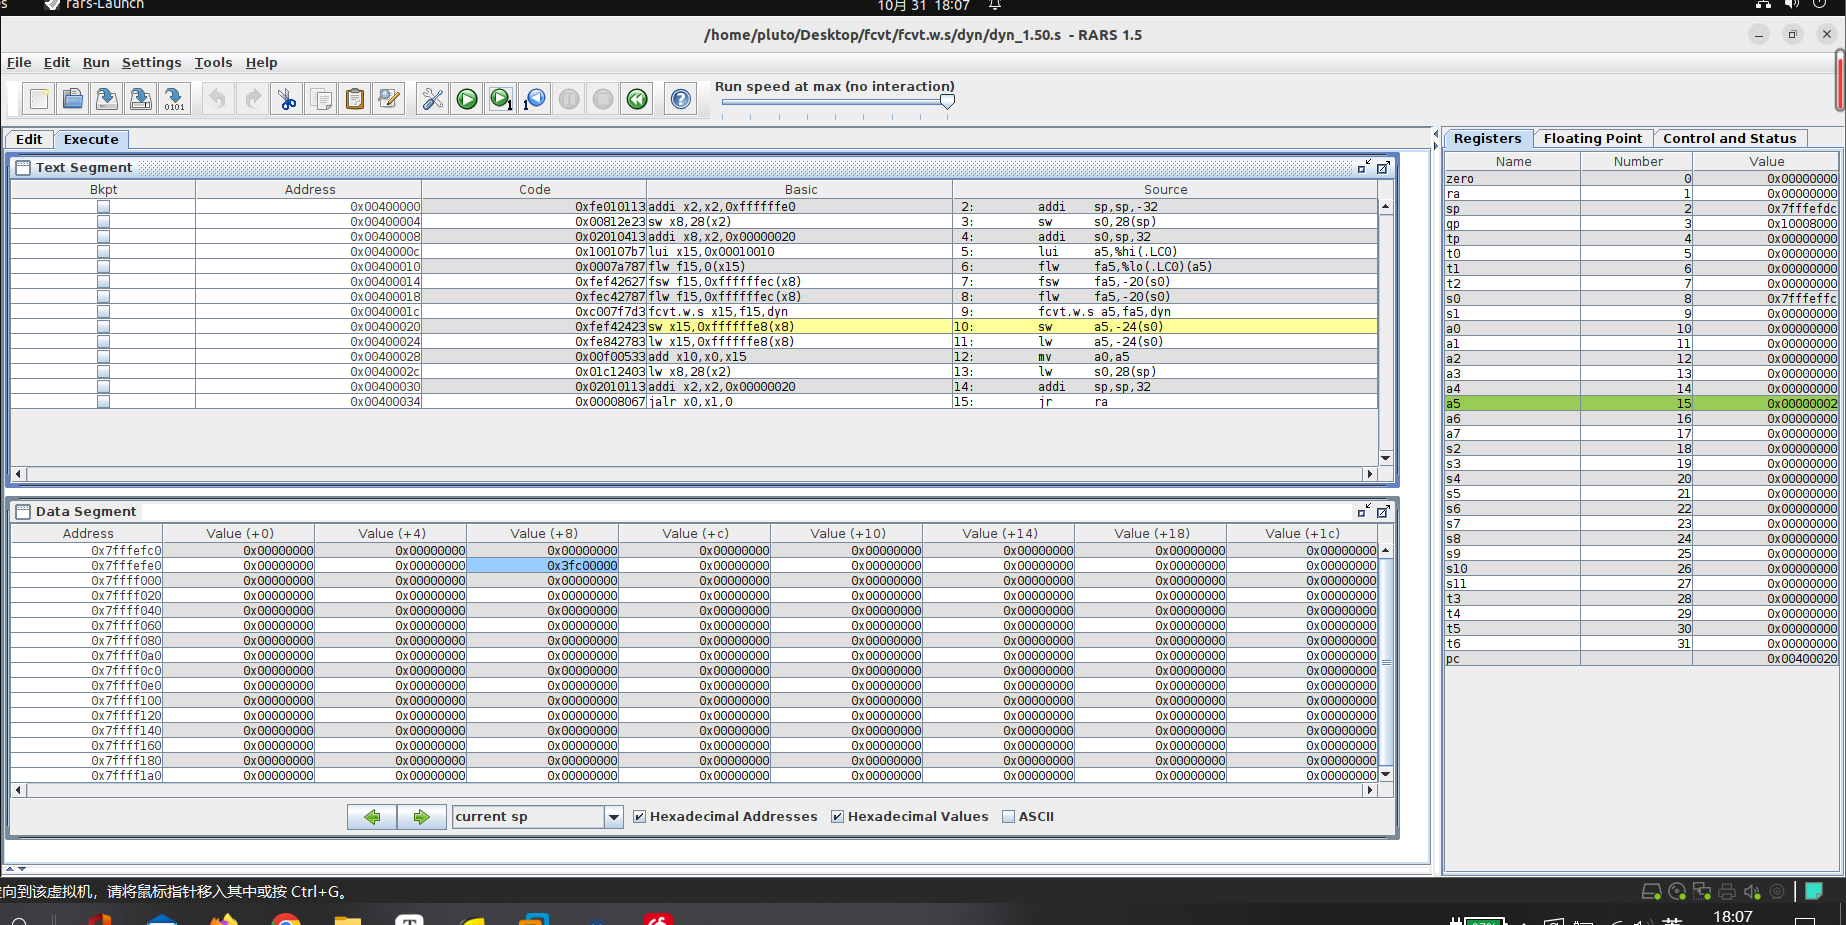 rars-Launch
10月 31 18:07
/home/pluto/Desktop/fcvt/fcvt.w.s/dyn/dyn_1.50.s - RARS 1.5
File Edit Run Settings Tools Help
Run speed at max (no interaction)
Edit Execute
Text Segment
Bkpt Address Code Basic Source
0x00400000 0xfe010113 addi x2,x2,0xffffffe0 2: addi sp,sp,-32
0x00400004 0x00812e23 sw x8,28(x2) 3: sw s0,28(sp)
0x00400008 0x02010413 addi x8,x2,0x00000020 4: addi s0,sp,32
0x0040000c 0x100107b7 lui x15,0x00010010 5: lui a5,%hi(.LC0)
0x00400010 0x0007a787 flw f15,0(x15) 6: flw fa5,%lo(.LC0)(a5)
0x00400014 0xfef42627 fsw f15,0xffffffec(x8) 7: fsw fa5,-20(s0)
0x00400018 0xfec42787 flw f15,0xffffffec(x8) 8: flw fa5,-20(s0)
0x0040001c 0xc007f7d3 fcvt.w.s x15,f15,dyn 9: fcvt.w.s a5,fa5,dyn
0x00400020 0xfef42423 sw x15,0xffffffe8(x8) 10: sw a5,-24(s0)
0x00400024 0xfe842783 lw x15,0xffffffe8(x8) 11: lw a5,-24(s0)
0x00400028 0x00f00533 add x10,x0,x15 12: mv a0,a5
0x0040002c 0x01c12403 lw x8,28(x2) 13: lw s0,28(sp)
0x00400030 0x02010113 addi x2,x2,0x00000020 14: addi sp,sp,32
0x00400034 0x00008067 jalr x0,x1,0 15: jr ra
Data Segment
Address Value (+0) Value (+4) Value (+8) Value (+c) Value (+10) Value (+14) Value (+18) Value (+1c)
0x7fffefc0 0x00000000 0x00000000 0x00000000 0x00000000 0x00000000 0x00000000 0x00000000 0x00000000
0x7fffefe0 0x00000000 0x00000000 0x3fc00000 0x00000000 0x00000000 0x00000000 0x00000000 0x00000000
0x7ffff000 0x00000000 0x00000000 0x00000000 0x00000000 0x00000000 0x00000000 0x00000000 0x00000000
0x7ffff020 0x00000000 0x00000000 0x00000000 0x00000000 0x00000000 0x00000000 0x00000000 0x00000000
0x7ffff040 0x00000000 0x00000000 0x00000000 0x00000000 0x00000000 0x00000000 0x00000000 0x00000000
0x7ffff060 0x00000000 0x00000000 0x00000000 0x00000000 0x00000000 0x00000000 0x00000000 0x00000000
0x7ffff080 0x00000000 0x00000000 0x00000000 0x00000000 0x00000000 0x00000000 0x00000000 0x00000000
0x7ffff0a0 0x00000000 0x00000000 0x00000000 0x00000000 0x00000000 0x00000000 0x00000000 0x00000000
0x7ffff0c0 0x00000000 0x00000000 0x00000000 0x00000000 0x00000000 0x00000000 0x00000000 0x00000000
0x7ffff0e0 0x00000000 0x00000000 0x00000000 0x00000000 0x00000000 0x00000000 0x00000000 0x00000000
0x7ffff100 0x00000000 0x00000000 0x00000000 0x00000000 0x00000000 0x00000000 0x00000000 0x00000000
0x7ffff120 0x00000000 0x00000000 0x00000000 0x00000000 0x00000000 0x00000000 0x00000000 0x00000000
0x7ffff140 0x00000000 0x00000000 0x00000000 0x00000000 0x00000000 0x00000000 0x00000000 0x00000000
0x7ffff160 0x00000000 0x00000000 0x00000000 0x00000000 0x00000000 0x00000000 0x00000000 0x00000000
0x7ffff180 0x00000000 0x00000000 0x00000000 0x00000000 0x00000000 0x00000000 0x00000000 0x00000000
0x7ffff1a0 0x00000000 0x00000000 0x00000000 0x00000000 0x00000000 0x00000000 0x00000000 0x00000000
current sp Hexadecimal Addresses Hexadecimal Values ASCII
Registers Floating Point Control and Status
Name Number Value
zero 0 0x00000000
ra 1 0x00000000
sp 2 0x7fffefdc
gp 3 0x10008000
tp 4 0x00000000
t0 5 0x00000000
t1 6 0x00000000
t2 7 0x00000000
s0 8 0x7fffeffc
s1 9 0x00000000
a0 10 0x00000000
a1 11 0x00000000
a2 12 0x00000000
a3 13 0x00000000
a4 14 0x00000000
a5 15 0x00000002
a6 16 0x00000000
a7 17 0x00000000
s2 18 0x00000000
s3 19 0x00000000
s4 20 0x00000000
s5 21 0x00000000
s6 22 0x00000000
s7 23 0x00000000
s8 24 0x00000000
s9 25 0x00000000
s10 26 0x00000000
s11 27 0x00000000
t3 28 0x00000000
t4 29 0x00000000
t5 30 0x00000000
t6 31 0x00000000
pc 0x00400020
向到该虚拟机，请将鼠标指针移入其中或按 Ctrl+G。
18:07